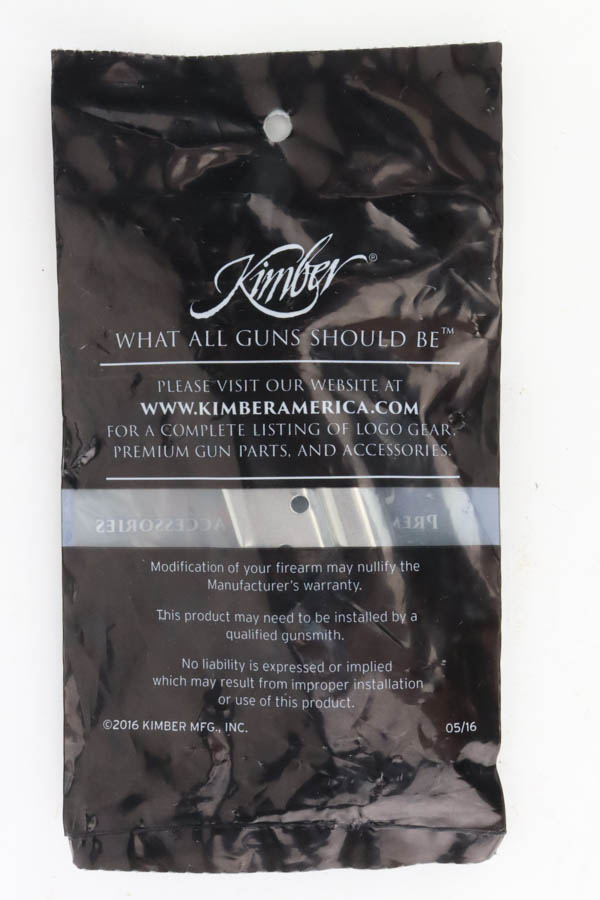 Kimber®
WHAT ALL GUNS SHOULD BE™
PLEASE VISIT OUR WEBSITE AT
WWW.KIMBERAMERICA.COM
FOR A COMPLETE LISTING OF LOGO GEAR,
PREMIUM GUN PARTS, AND ACCESSORIES.
ACCESSORIES PREM
Modification of your firearm may nullify the
Manufacturer's warranty.
This product may need to be installed by a
qualified gunsmith.
No liability is expressed or implied
which may result from improper installation
or use of this product.
©2016 KIMBER MFG., INC. 05/16